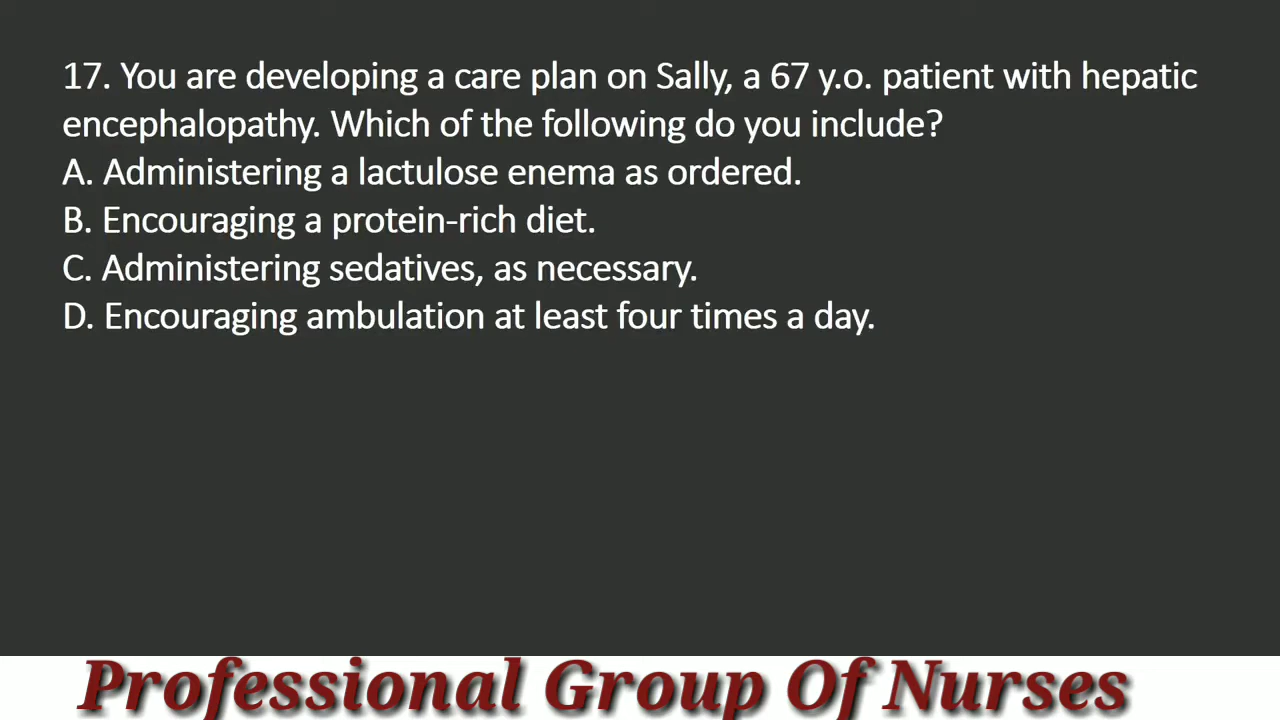 17. You are developing a care plan on Sally, a 67 y.o. patient with hepatic
encephalopathy. Which of the following do you include?
A. Administering a lactulose enema as ordered.
B. Encouraging a protein-rich diet.
C. Administering sedatives, as necessary.
D. Encouraging ambulation at least four times a day.
Professional Group Of Nurses